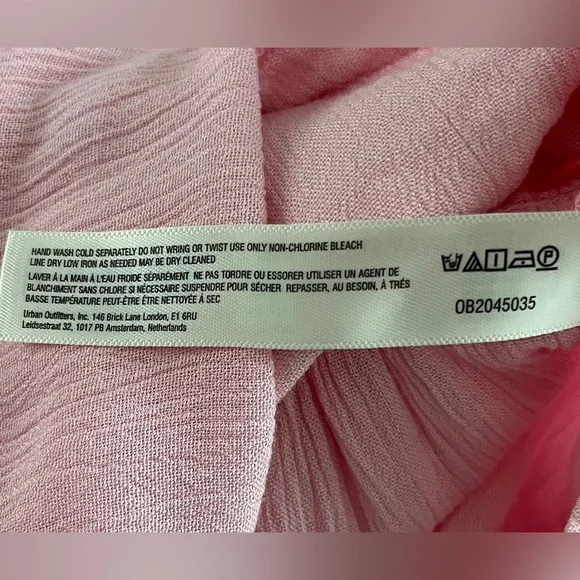 HAND WASH COLD SEPARATELY DO NOT WRING OR TWIST USE ONLY NON-CHLORINE BLEACH
LINE DRY LOW IRON AS NEEDED MAY BE DRY CLEANED
LAVER À LA MAIN À L'EAU FROIDE SÉPARÉMENT NE PAS TORDRE OU ESSORER UTILISER UN AGENT DE
BLANCHIMENT SANS CHLORE SI NÉCESSAIRE SUSPENDRE POUR SÉCHER REPASSER, AU BESOIN, À TRÉS
BASSE TEMPÉRATURE PEUT-ÊTRE ÊTRE NETTOYÉE À SEC
Urban Outfitters, Inc. 146 Brick Lane London, E1 6RU
Leidsestraat 32, 1017 PB Amsterdam, Netherlands
P
OB2045035